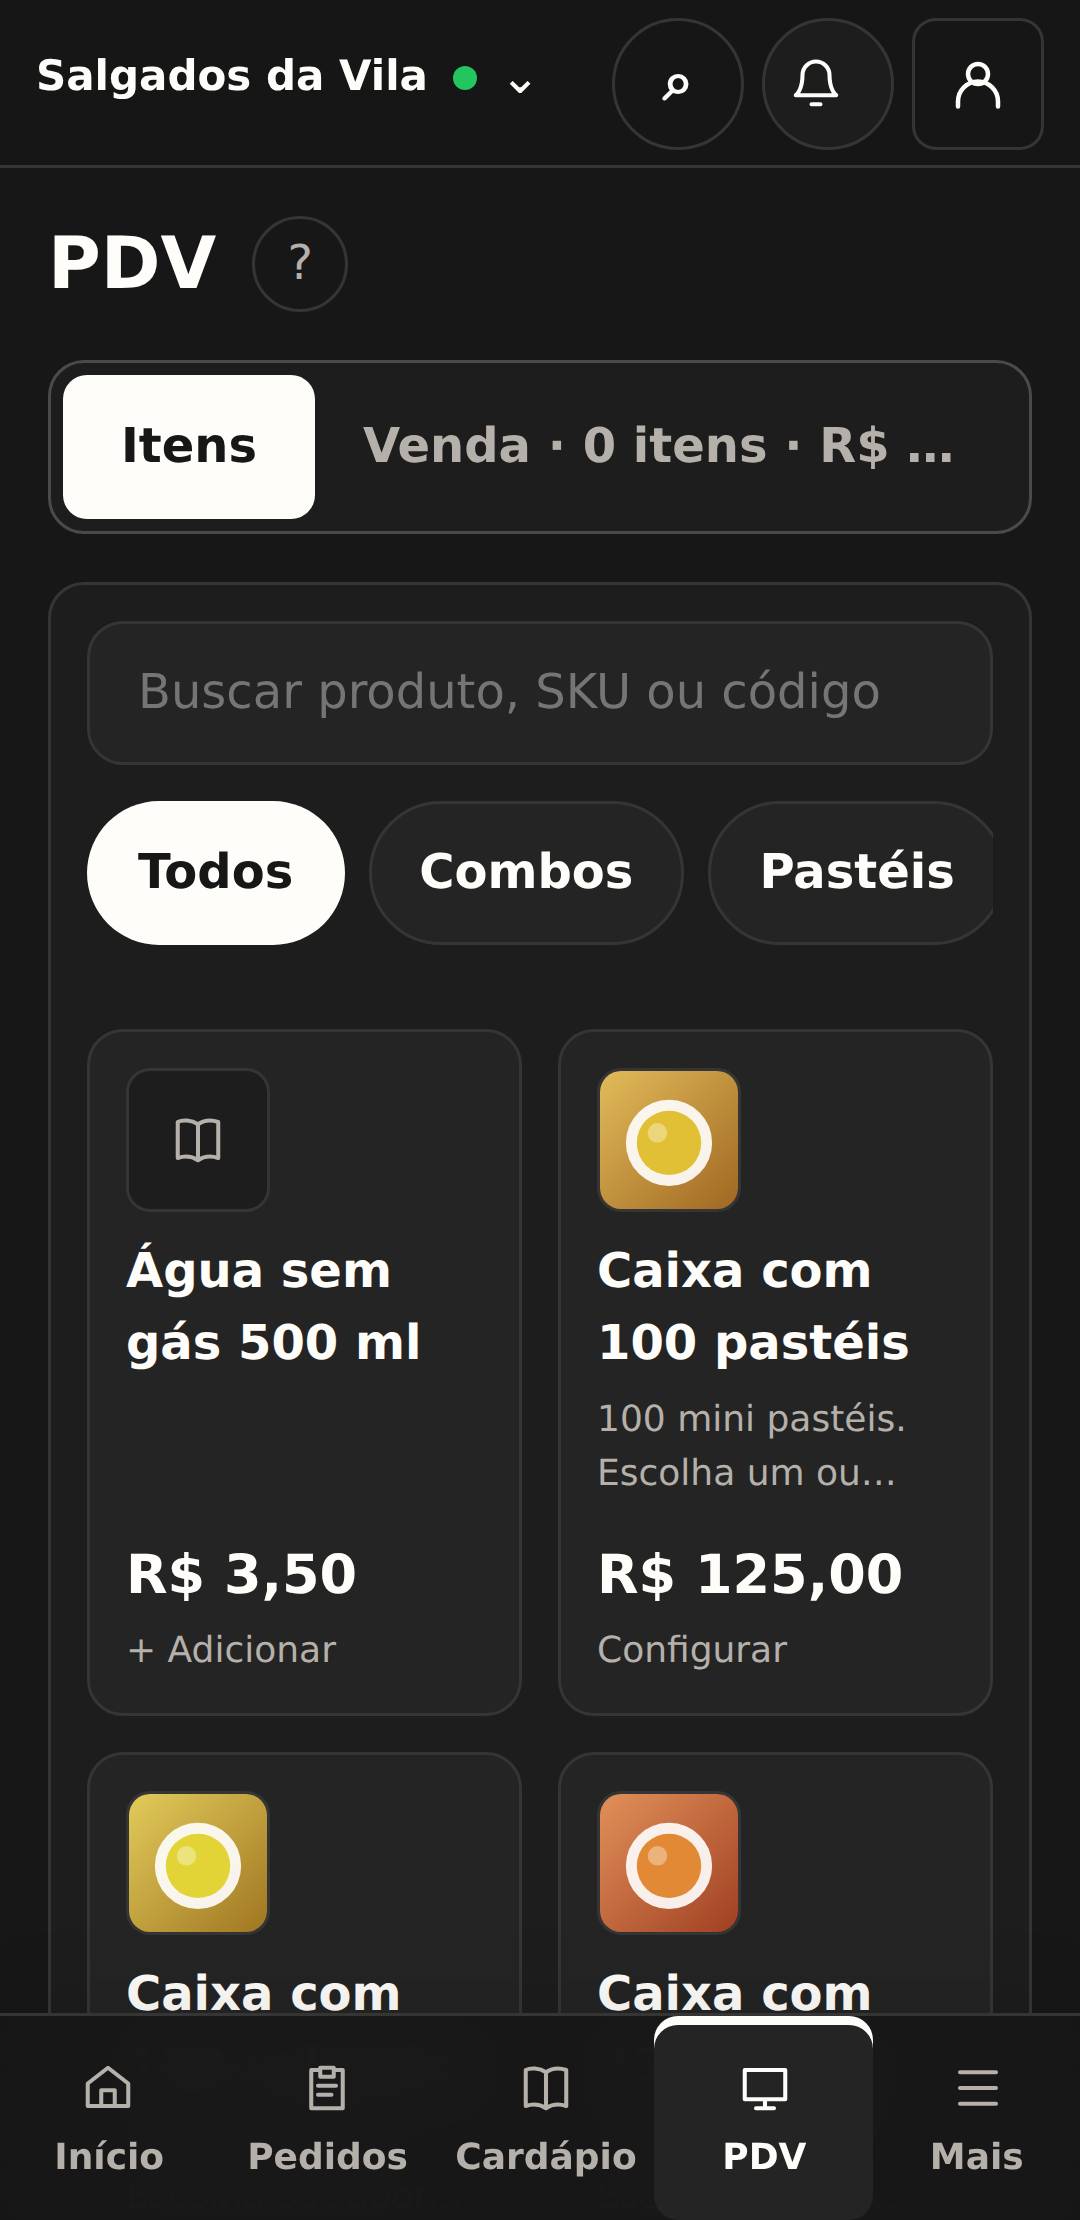 Salgados da Vila
PDV ?
Itens
Venda · 0 itens · R$ ...
Buscar produto, SKU ou código
Todos
Combos
Pastéis
Água sem
gás 500 ml
R$ 3,50
+ Adicionar
Caixa com
100 pastéis
100 mini pastéis.
Escolha um ou...
R$ 125,00
Configurar
Caixa com
Caixa com
Início
Pedidos
Cardápio
PDV
Mais